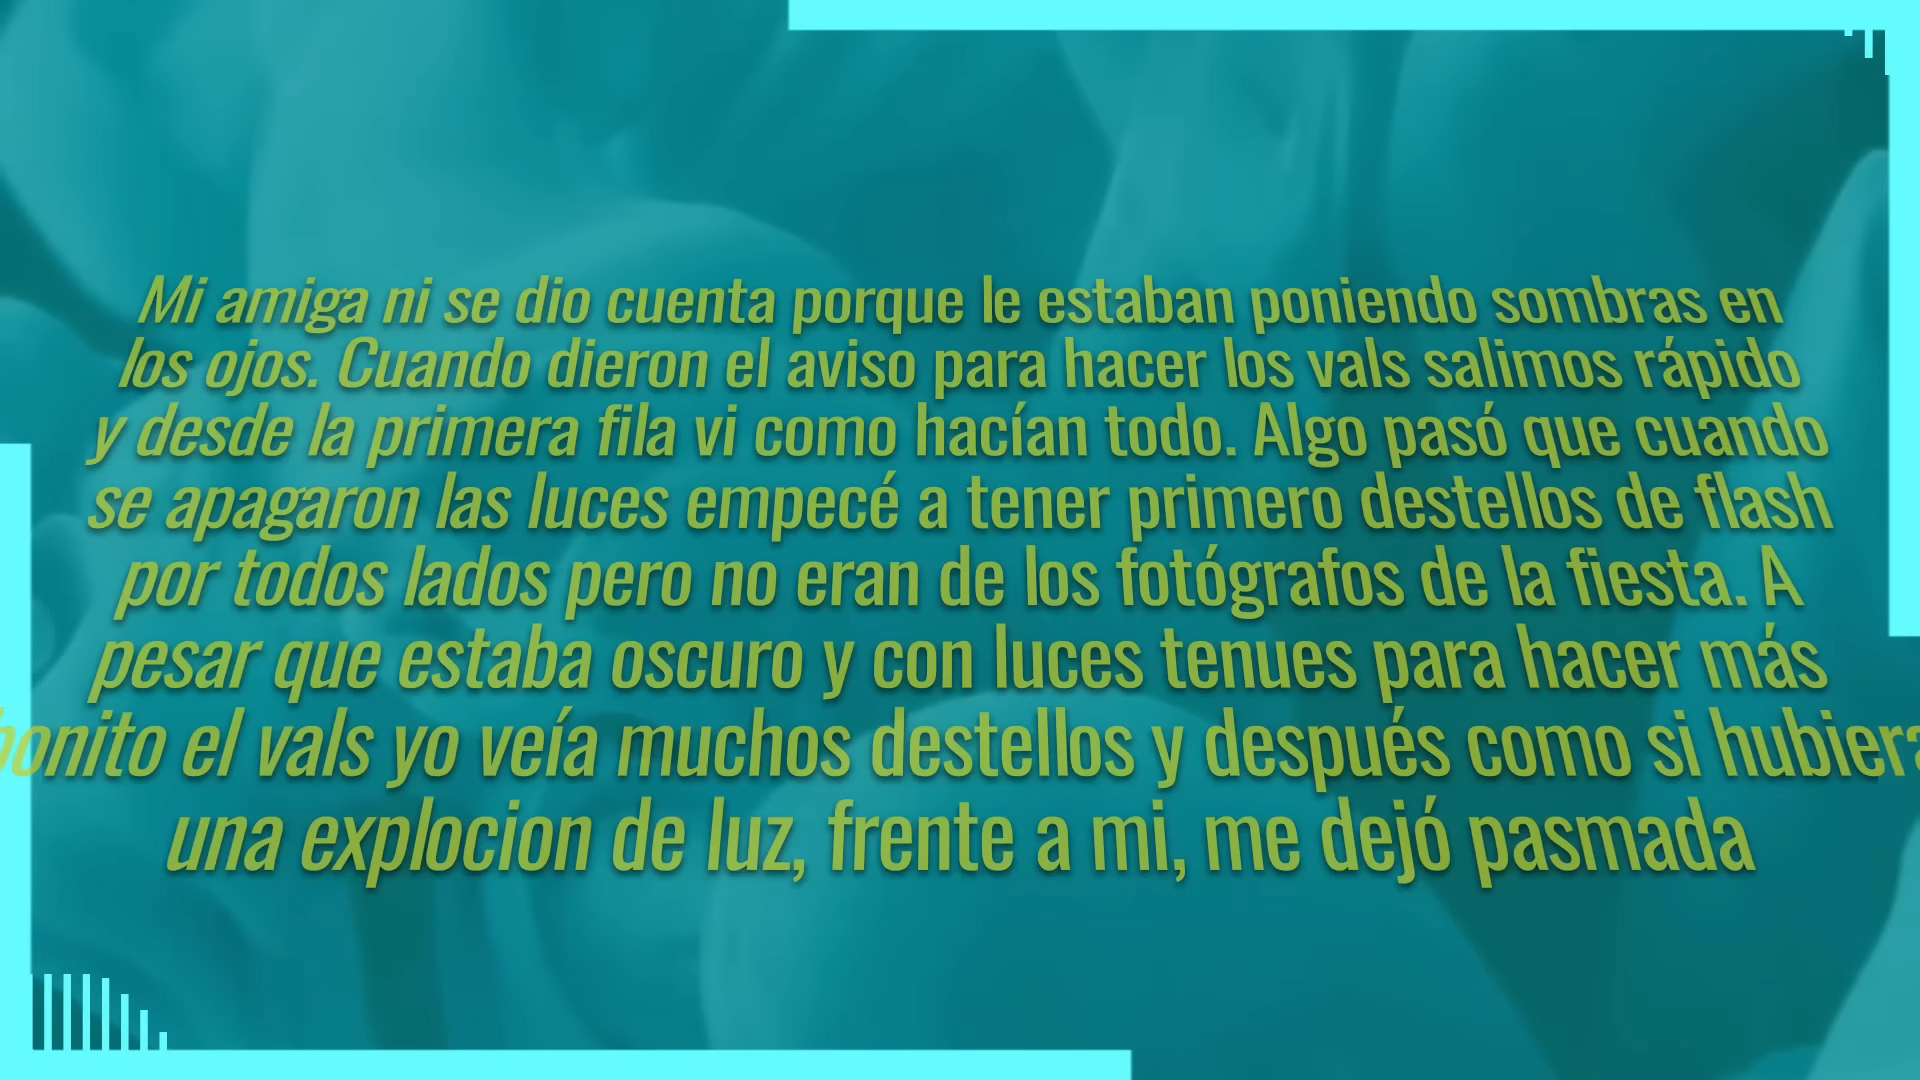 Mi amiga ni se dio cuenta porque le estaban poniendo sombras en
los ojos. Cuando dieron el aviso para hacer los vals salimos rápido
y desde la primera fila vi como hacían todo. Algo pasó que cuando
se apagaron las luces empecé a tener primero destellos de flash
por todos lados pero no eran de los fotógrafos de la fiesta. A
pesar que estaba oscuro y con luces tenues para hacer más
bonito el vals yo veía muchos destellos y después como si hubiera
una explocion de luz, frente a mi, me dejó pasmada